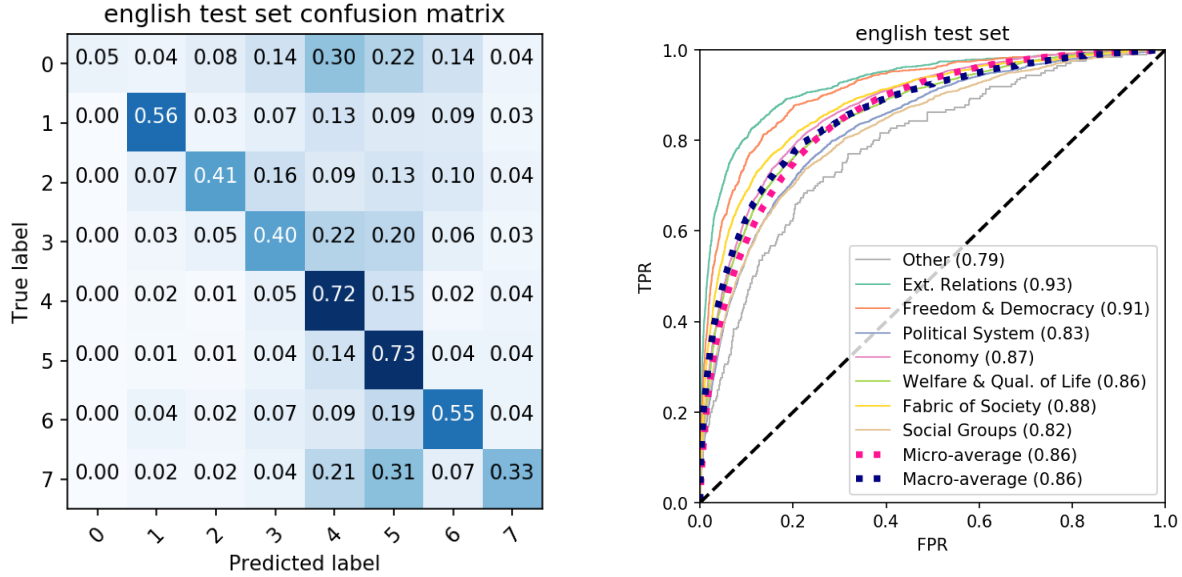 english test set confusion matrix
0 0.05 0.04 0.08 0.14 0.30 0.22 0.14 0.04
1 0.00 0.56 0.03 0.07 0.13 0.09 0.09 0.03
2 0.00 0.07 0.41 0.16 0.09 0.13 0.10 0.04
3 0.00 0.03 0.05 0.40 0.22 0.20 0.06 0.03
4 0.00 0.02 0.01 0.05 0.72 0.15 0.02 0.04
5 0.00 0.01 0.01 0.04 0.14 0.73 0.04 0.04
6 0.00 0.04 0.02 0.07 0.09 0.19 0.55 0.04
7 0.00 0.02 0.02 0.04 0.21 0.31 0.07 0.33
0 1 2 3 4 5 6 7
True label
Predicted label
english test set
1.0
0.8
0.6
0.4
0.2
0.0
TPR
Other (0.79)
Ext. Relations (0.93)
Freedom & Democracy (0.91)
Political System (0.83)
Economy (0.87)
Welfare & Qual. of Life (0.86)
Fabric of Society (0.88)
Social Groups (0.82)
Micro-average (0.86)
Macro-average (0.86)
0.0 0.2 0.4 0.6 0.8 1.0
FPR